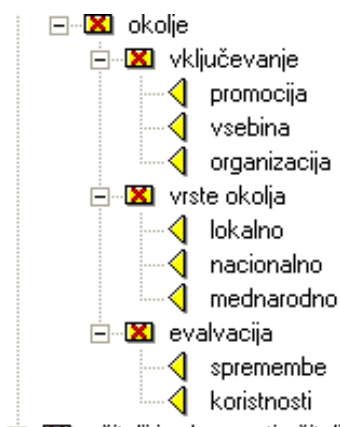 okolje
vključevanje
promocija
vsebina
organizacija
vrste okolja
lokalno
nacionalno
mednarodno
evalvacija
spremembe
koristnosti